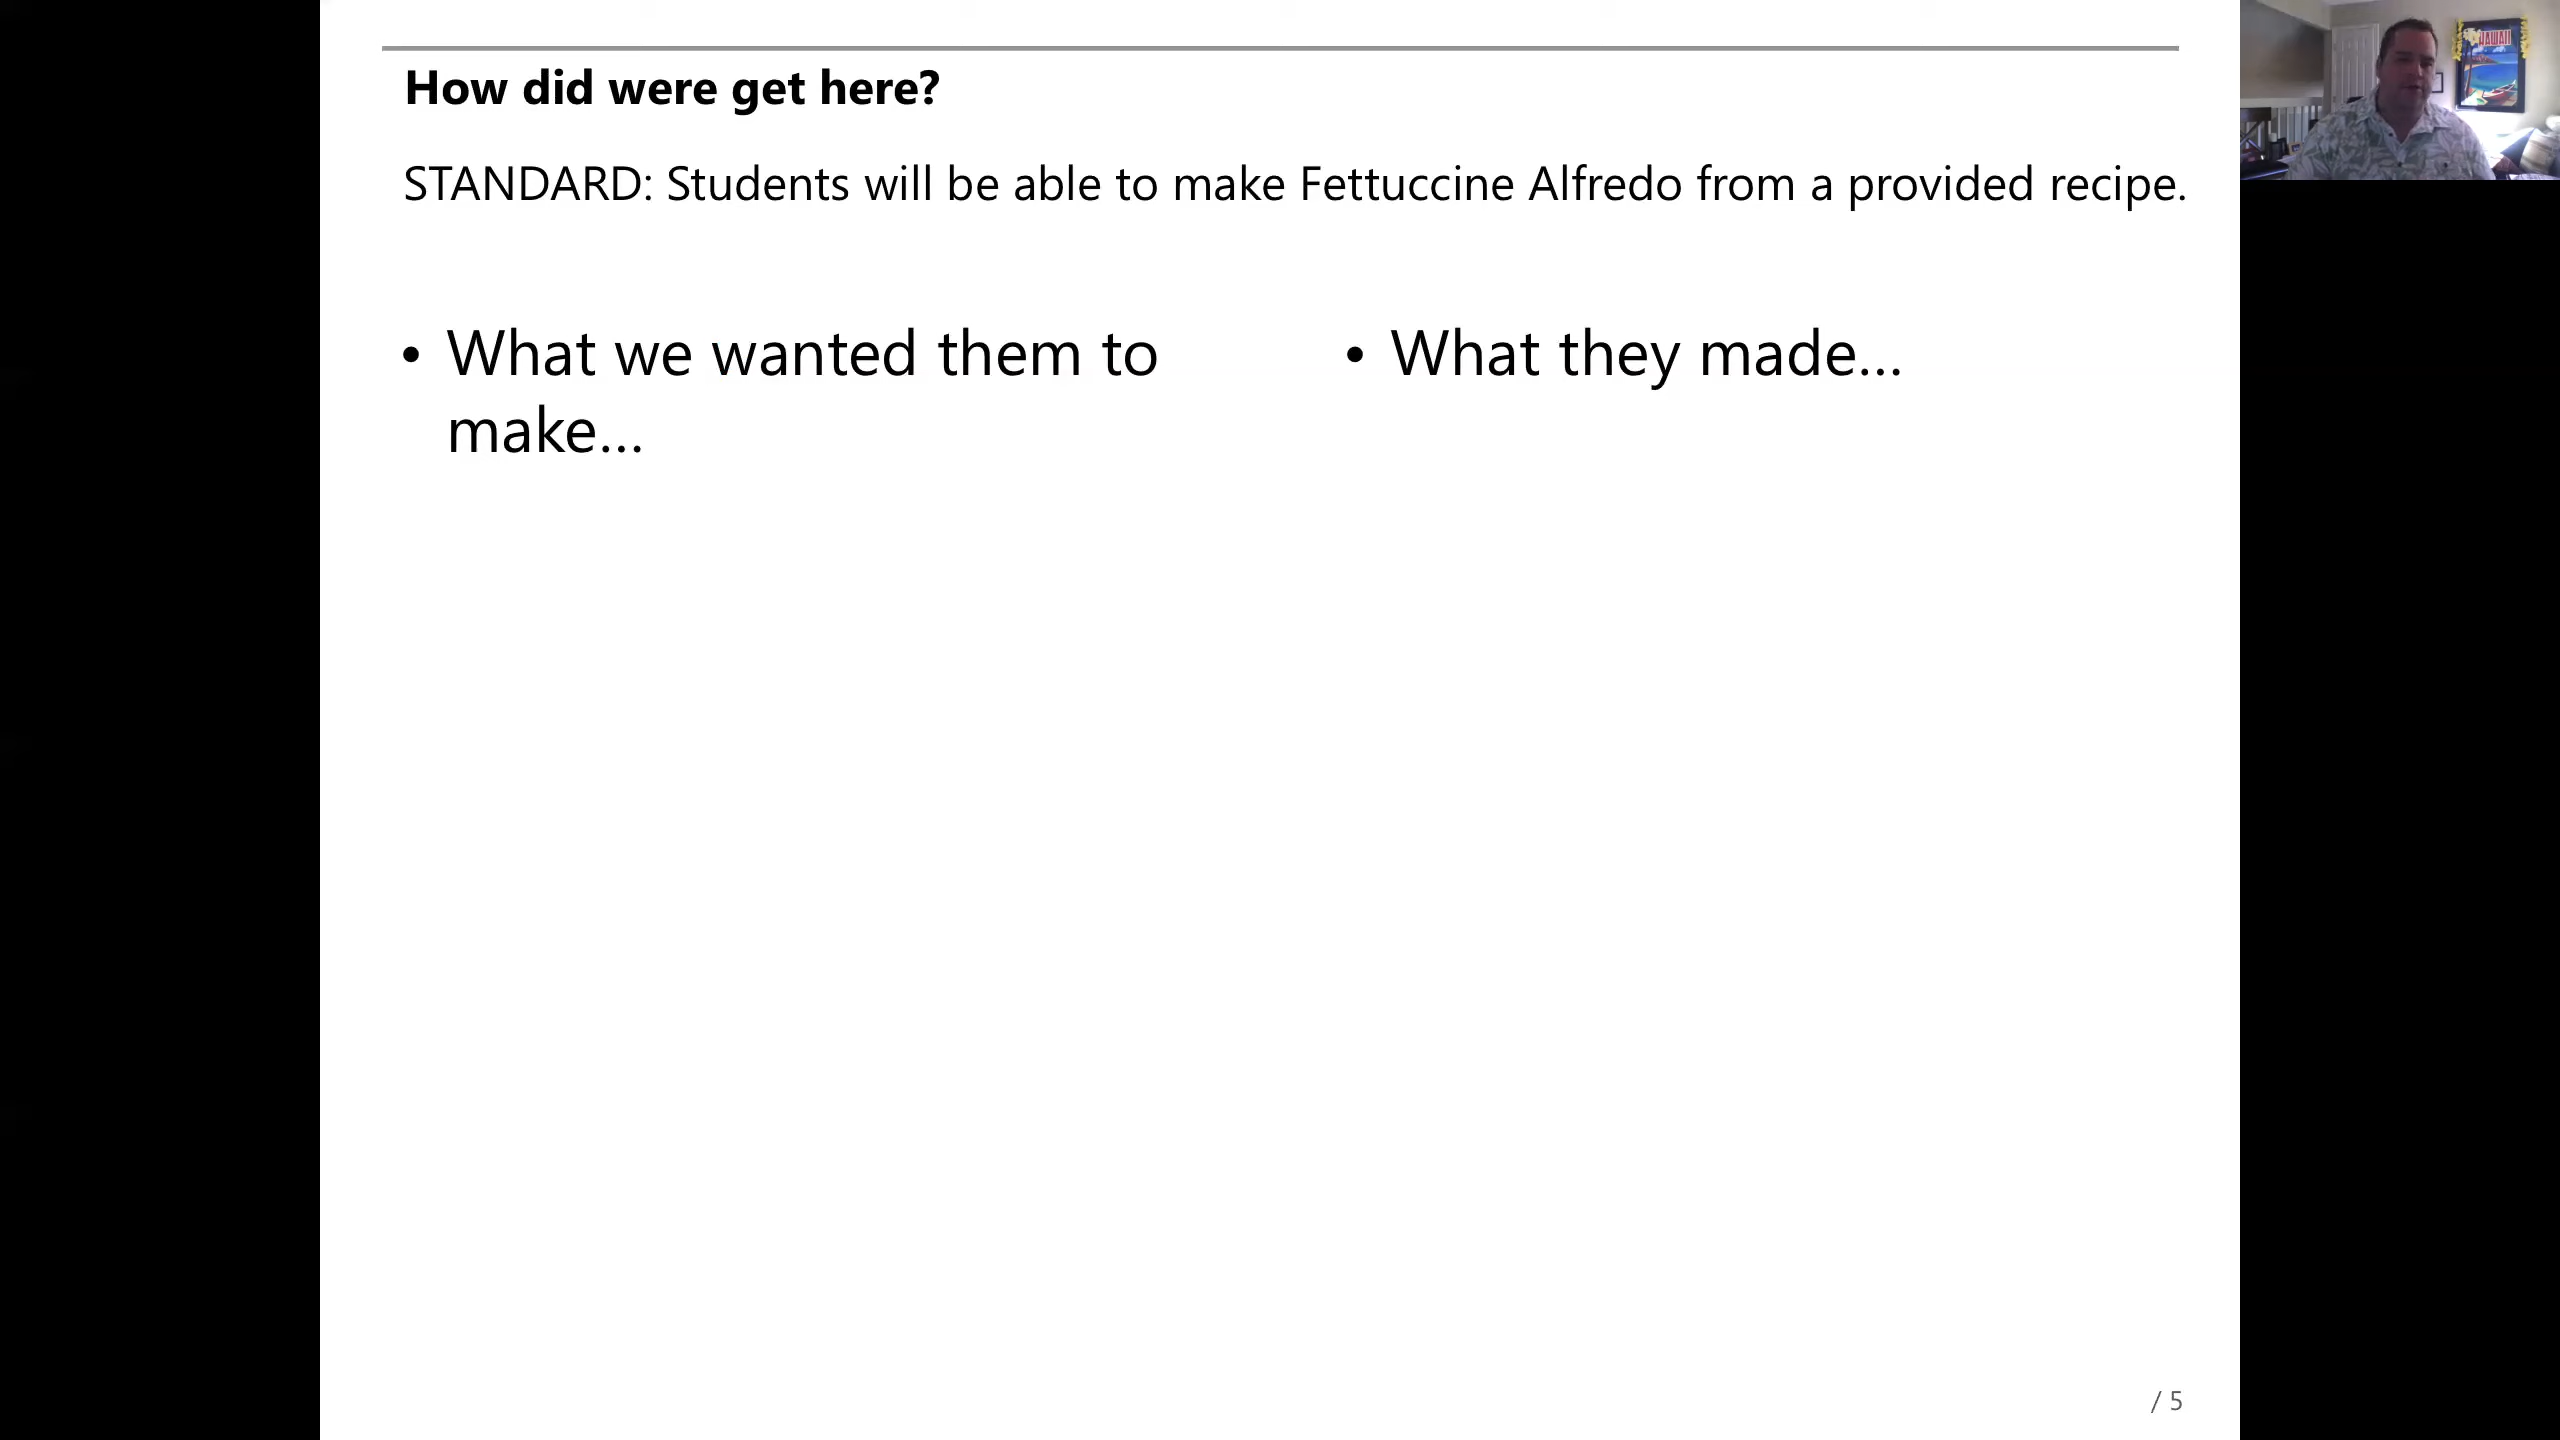 How did were get here?
STANDARD: Students will be able to make Fettuccine Alfredo from a provided recipe.
• What we wanted them to
make...
• What they made...
HAWAII
/ 5